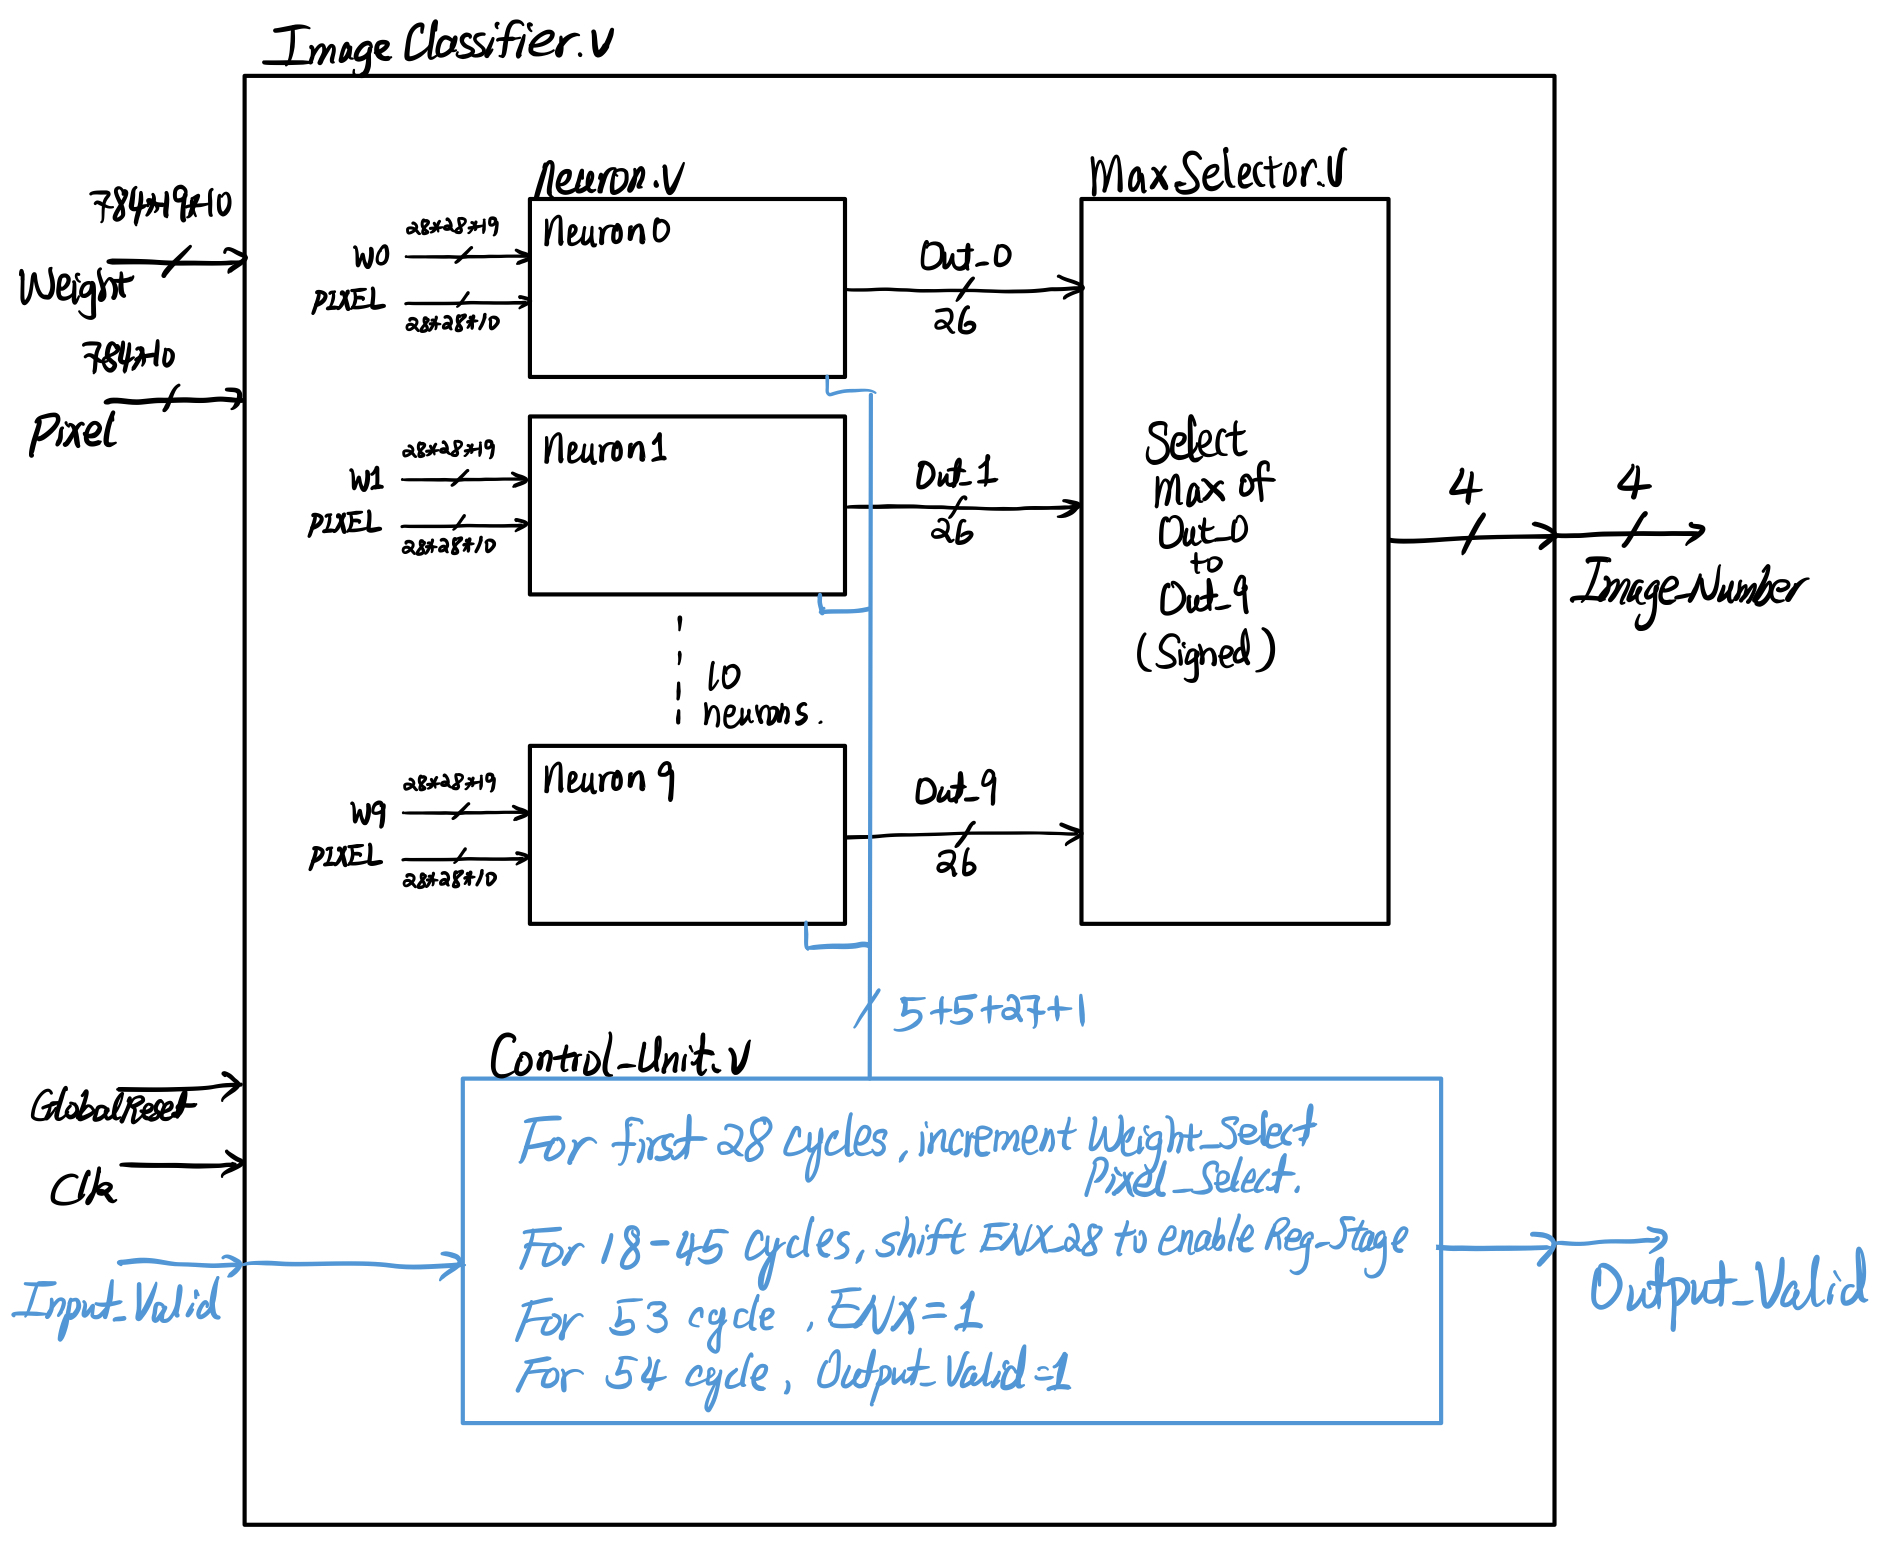 Image Classifier.v
784*19*10
Weight
784*10
Pixel
Neuron.v
Neuron0
W0
28*28*19
PIXEL
28*28*10
Out_0
26
Neuron1
W1
28*28*19
PIXEL
28*28*10
Out_1
26
10
neurons.
Neuron 9
W9
28*28*19
PIXEL
28*28*10
Out_9
26
Max_Selector.v
Select
Max of
Out_0
to
Out_9
(Signed)
4
4
Image_Number
5+5+27+1
Control_Unit.v
For first 28 cycles, increment Weight_Select
Pixel_Select.
For 18-45 cycles, shift ENX_28 to enable Reg_Stage
For 53 cycle, ENX=1
For 54 cycle, Output_Valid=1
GlobalReset
Clk
Input_Valid
Output_Valid